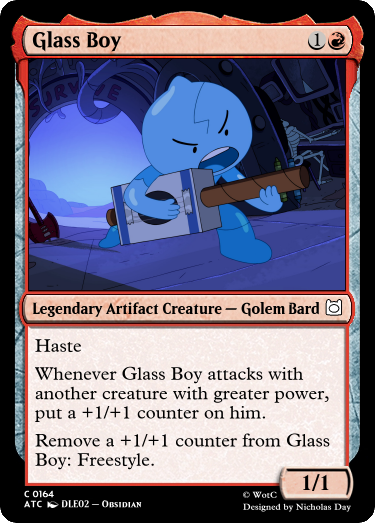 Glass Boy 1
SURVIVE
Legendary Artifact Creature — Golem Bard
Haste
Whenever Glass Boy attacks with
another creature with greater power,
put a +1/+1 counter on him.
Remove a +1/+1 counter from Glass
Boy: Freestyle.
1/1
C 0164
ATC DLE02 – Obsidian
© WotC
Designed by Nicholas Day